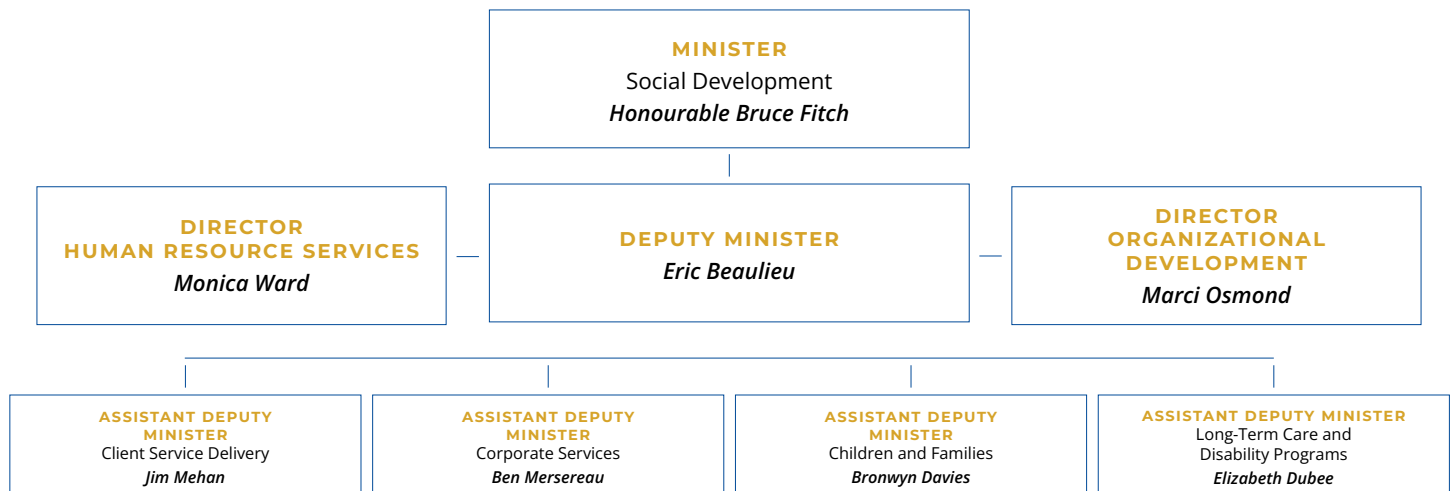 MINISTER
Social Development
Honourable Bruce Fitch
DIRECTOR
HUMAN RESOURCE SERVICES
Monica Ward
DEPUTY MINISTER
Eric Beaulieu
DIRECTOR
ORGANIZATIONAL
DEVELOPMENT
Marci Osmond
ASSISTANT DEPUTY
MINISTER
Client Service Delivery
Jim Mehan
ASSISTANT DEPUTY
MINISTER
Corporate Services
Ben Mersereau
ASSISTANT DEPUTY
MINISTER
Children and Families
Bronwyn Davies
ASSISTANT DEPUTY MINISTER
Long-Term Care and
Disability Programs
Elizabeth Dubee